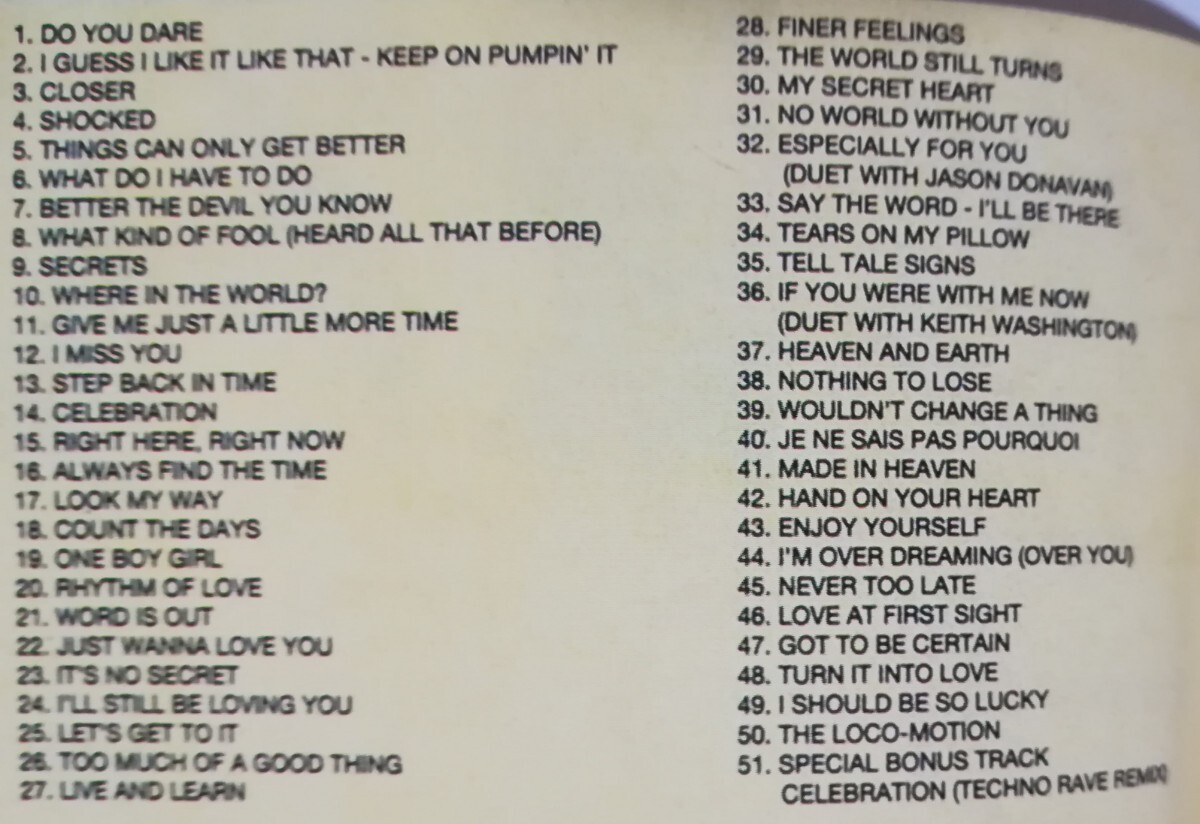 1. DO YOU DARE
2. I GUESS I LIKE IT LIKE THAT - KEEP ON PUMPIN' IT
3. CLOSER
4. SHOCKED
5. THINGS CAN ONLY GET BETTER
6. WHAT DO I HAVE TO DO
7. BETTER THE DEVIL YOU KNOW
8. WHAT KIND OF FOOL (HEARD ALL THAT BEFORE)
9. SECRETS
10. WHERE IN THE WORLD?
11. GIVE ME JUST A LITTLE MORE TIME
12. I MISS YOU
13. STEP BACK IN TIME
14. CELEBRATION
15. RIGHT HERE, RIGHT NOW
16. ALWAYS FIND THE TIME
17. LOOK MY WAY
18. COUNT THE DAYS
19. ONE BOY GIRL
20. RHYTHM OF LOVE
21. WORD IS OUT
22. JUST WANNA LOVE YOU
23. IT'S NO SECRET
24. I'LL STILL BE LOVING YOU
25. LET'S GET TO IT
26. TOO MUCH OF A GOOD THING
27. LIVE AND LEARN
28. FINER FEELINGS
29. THE WORLD STILL TURNS
30. MY SECRET HEART
31. NO WORLD WITHOUT YOU
32. ESPECIALLY FOR YOU
(DUET WITH JASON DONAVAN)
33. SAY THE WORD - I'LL BE THERE
34. TEARS ON MY PILLOW
35. TELL TALE SIGNS
36. IF YOU WERE WITH ME NOW
(DUET WITH KEITH WASHINGTON)
37. HEAVEN AND EARTH
38. NOTHING TO LOSE
39. WOULDN'T CHANGE A THING
40. JE NE SAIS PAS POURQUOI
41. MADE IN HEAVEN
42. HAND ON YOUR HEART
43. ENJOY YOURSELF
44. I'M OVER DREAMING (OVER YOU)
45. NEVER TOO LATE
46. LOVE AT FIRST SIGHT
47. GOT TO BE CERTAIN
48. TURN IT INTO LOVE
49. I SHOULD BE SO LUCKY
50. THE LOCO-MOTION
51. SPECIAL BONUS TRACK
CELEBRATION (TECHNO RAVE REMIX)